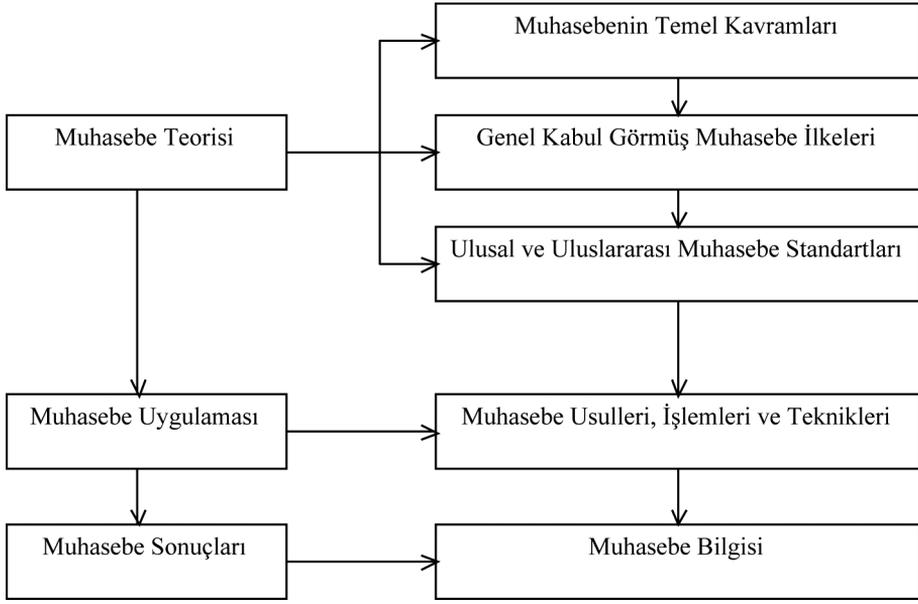 Muhasebenin Temel Kavramları
Muhasebe Teorisi
Genel Kabul Görmüş Muhasebe İlkeleri
Ulusal ve Uluslararası Muhasebe Standartları
Muhasebe Uygulaması
Muhasebe Usulleri, İşlemleri ve Teknikleri
Muhasebe Sonuçları
Muhasebe Bilgisi